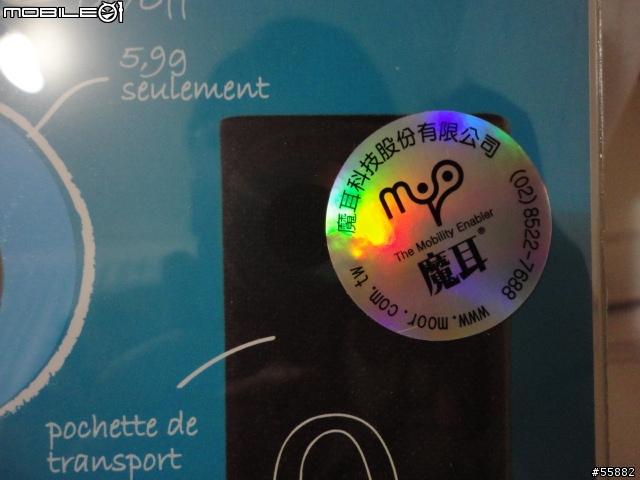 MOBILE01
/off
5,9g
seulement
魔耳科技股份有限公司
(02)8522-7688
The Mobility Enabler
魔耳®
www.moor.com.tw
pochette de
transport
#55882